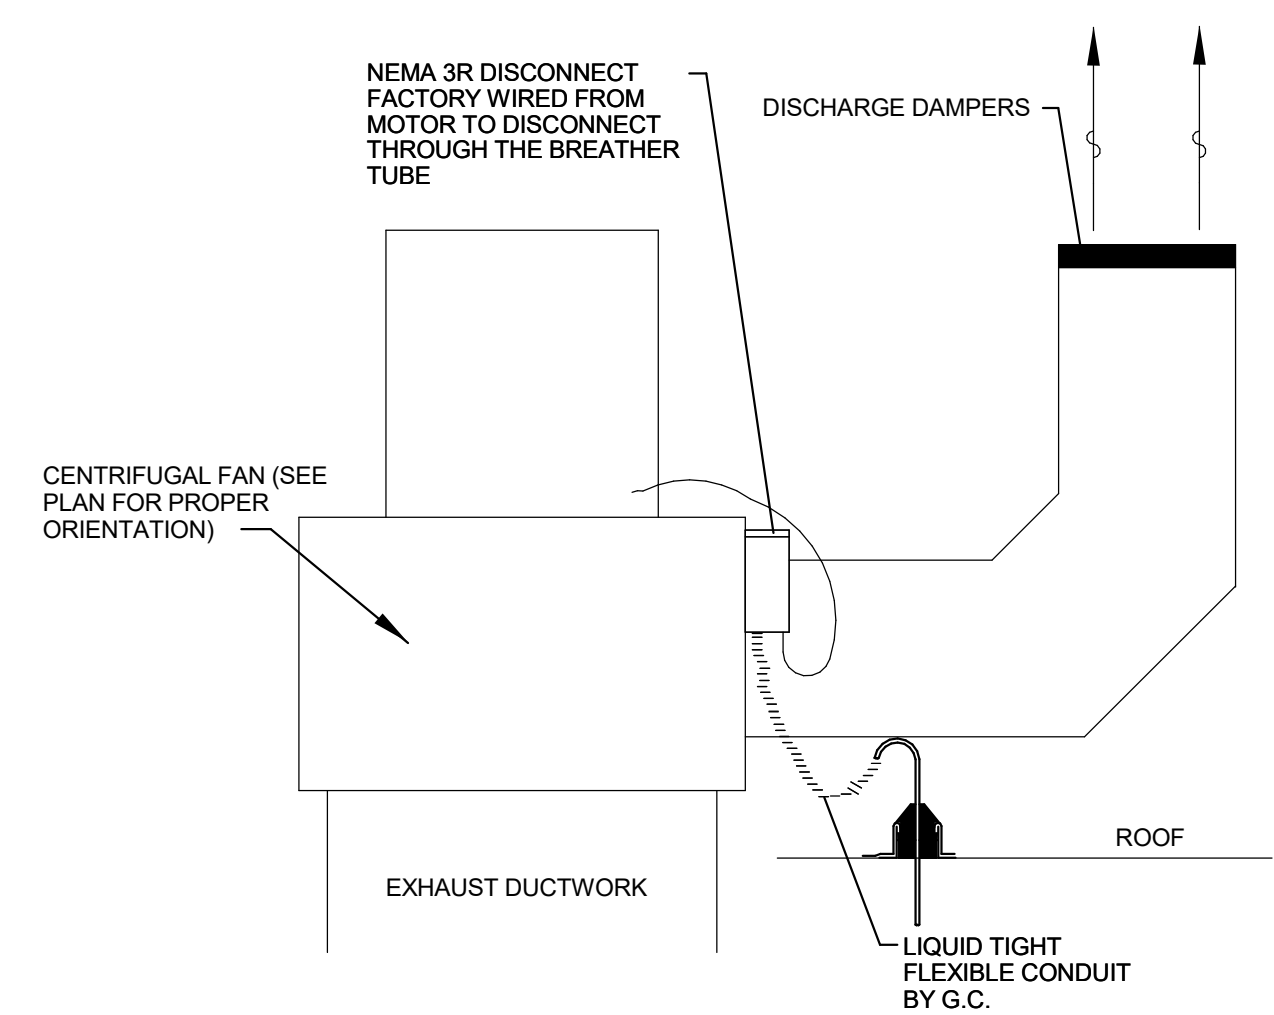 NEMA 3R DISCONNECT
FACTORY WIRED FROM
MOTOR TO DISCONNECT
THROUGH THE BREATHER
TUBE
DISCHARGE DAMPERS
CENTRIFUGAL FAN (SEE
PLAN FOR PROPER
ORIENTATION)
ROOF
EXHAUST DUCTWORK
LIQUID TIGHT
FLEXIBLE CONDUIT
BY G.C.